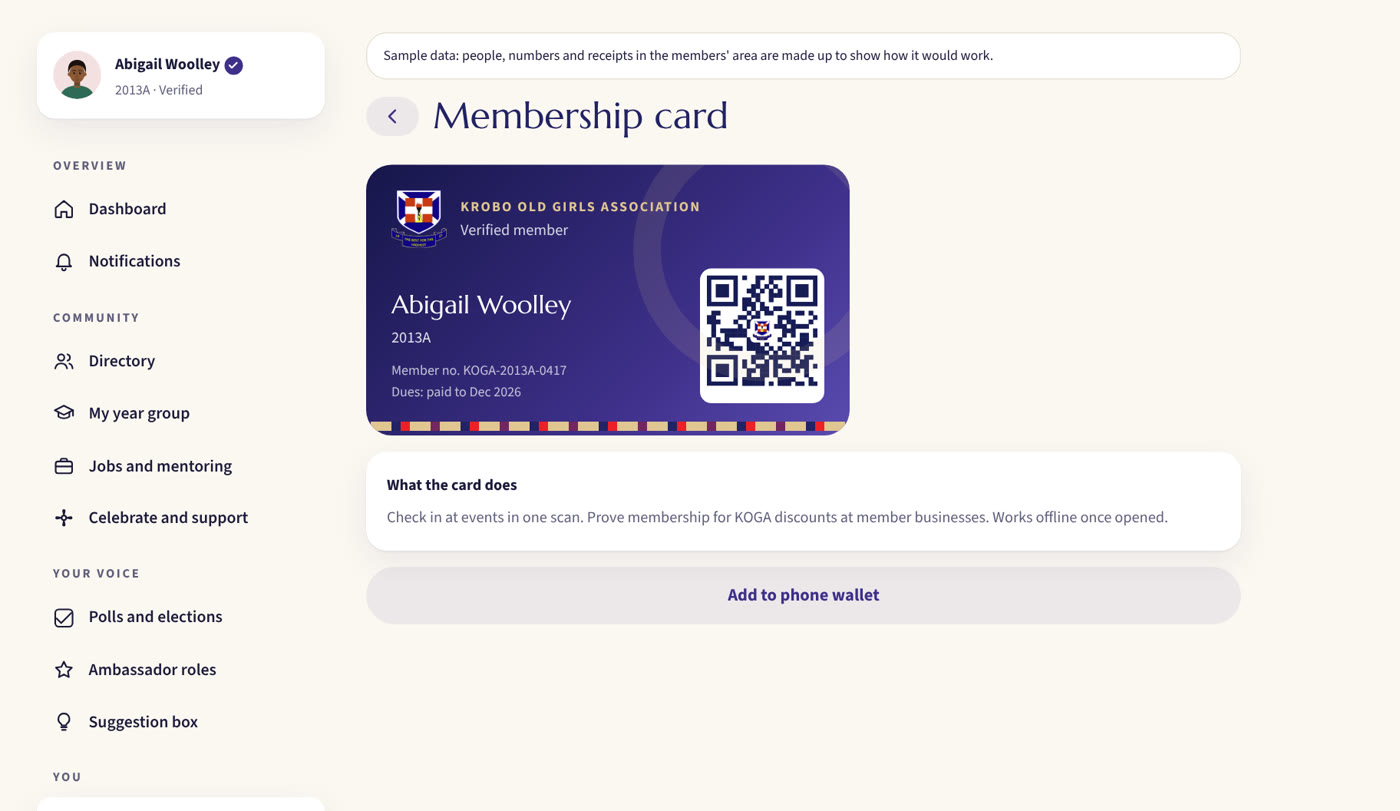 Abigail Woolley
2013A · Verified
OVERVIEW
Dashboard
Notifications
COMMUNITY
Directory
My year group
Jobs and mentoring
Celebrate and support
YOUR VOICE
Polls and elections
Ambassador roles
Suggestion box
YOU
Sample data: people, numbers and receipts in the members' area are made up to show how it would work.
Membership card
KROBO OLD GIRLS ASSOCIATION
Verified member
Abigail Woolley
2013A
Member no. KOGA-2013A-0417
Dues: paid to Dec 2026
What the card does
Check in at events in one scan. Prove membership for KOGA discounts at member businesses. Works offline once opened.
Add to phone wallet